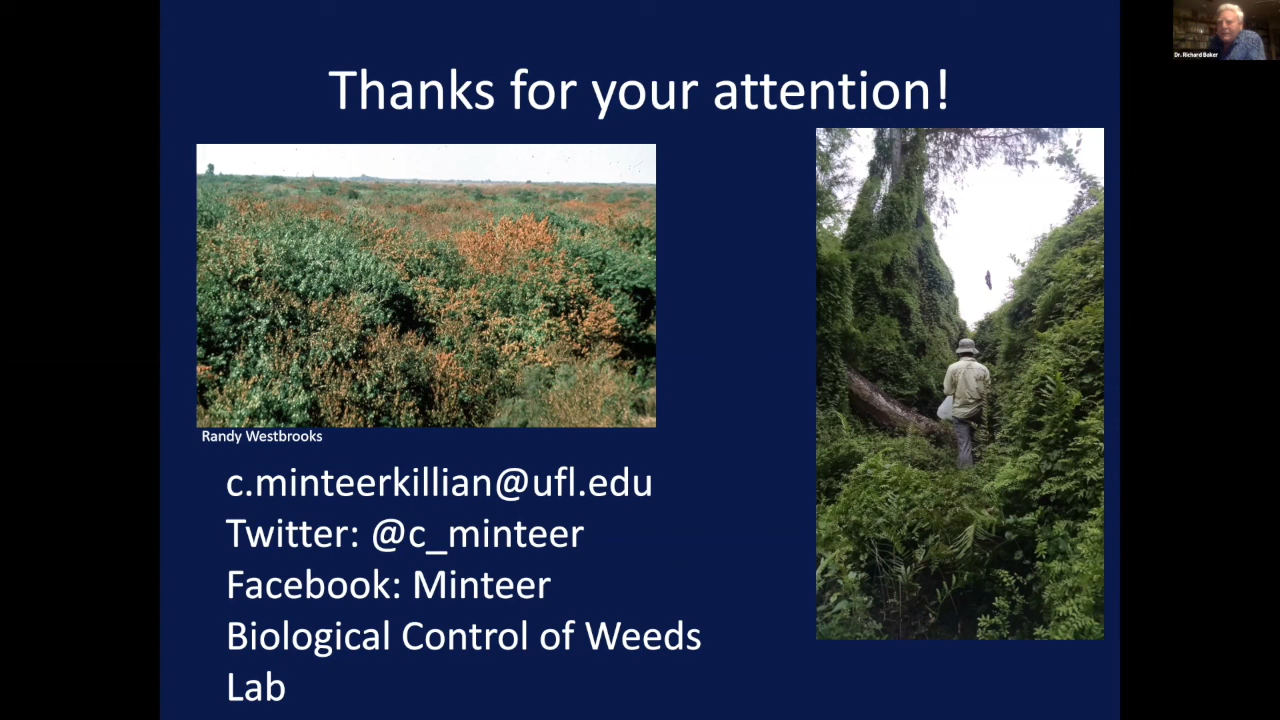 Dr. Richard Baker
Thanks for your attention!
Randy Westbrooks
c.minteerkillian@ufl.edu
Twitter: @c_minteer
Facebook: Minteer
Biological Control of Weeds
Lab